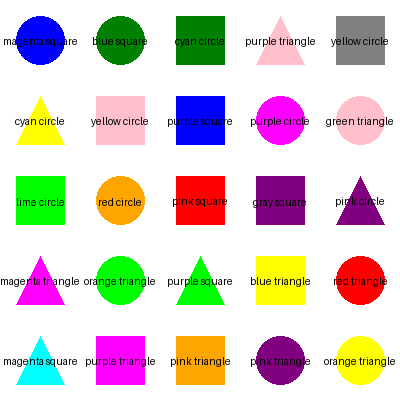 magenta square blue square cyan circle purple triangle yellow circle
cyan circle yellow circle purple square purple circle green triangle
lime circle red circle pink square gray square pink circle
magenta triangle orange triangle purple square blue triangle red triangle
magenta square purple triangle pink triangle pink triangle orange triangle